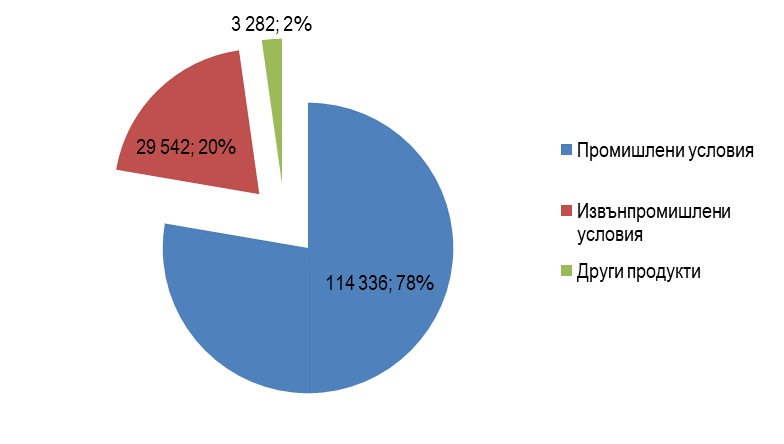 3 282; 2%
29 542; 20%
114 336; 78%
Промишлени условия
Извънпромишлени
условия
Други продукти